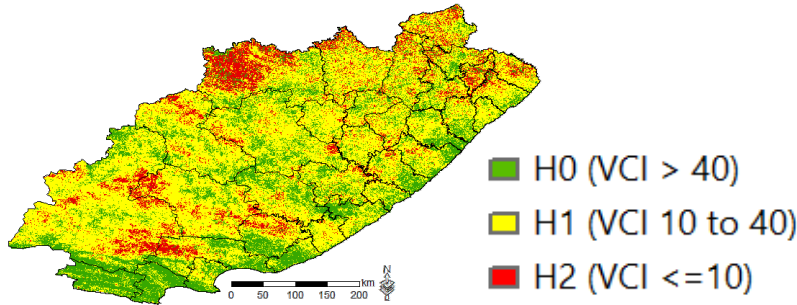 H0 (VCI > 40)
H1 (VCI 10 to 40)
H2 (VCI <=10)
N
km
0 50 100 150 200